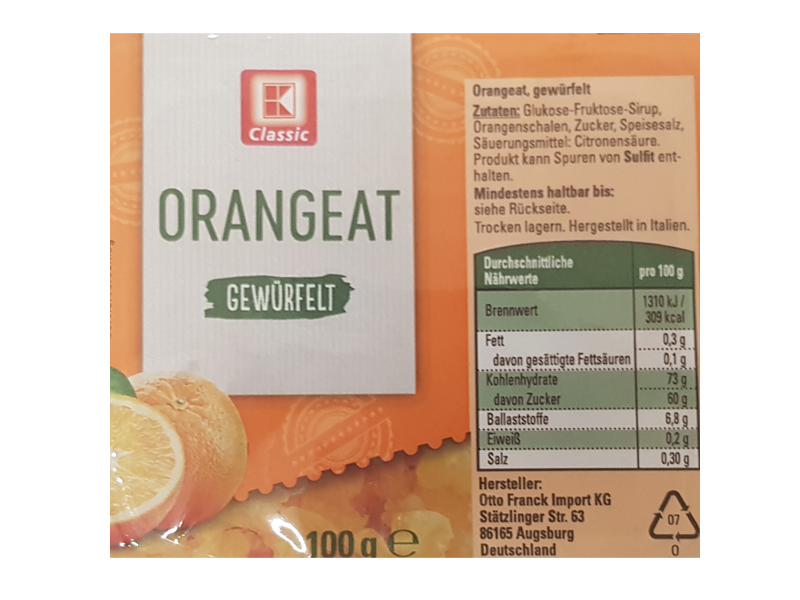 K
Classic
ORANGEAT
GEWÜRFELT
100 g ℮
Orangeat, gewürfelt
Zutaten: Glukose-Fruktose-Sirup,
Orangenschalen, Zucker, Speisesalz,
Säuerungsmittel: Citronensäure.
Produkt kann Spuren von Sulfit ent-
halten.
Mindestens haltbar bis:
siehe Rückseite.
Trocken lagern. Hergestellt in Italien.
Durchschnittliche
Nährwerte
pro 100 g
Brennwert
1310 kJ /
309 kcal
Fett 0,3 g
davon gesättigte Fettsäuren 0,1 g
Kohlenhydrate 73 g
davon Zucker 60 g
Ballaststoffe 6,8 g
Eiweiß 0,2 g
Salz 0,30 g
Hersteller:
Otto Franck Import KG
Stätzlinger Str. 63
86165 Augsburg
Deutschland
07
O